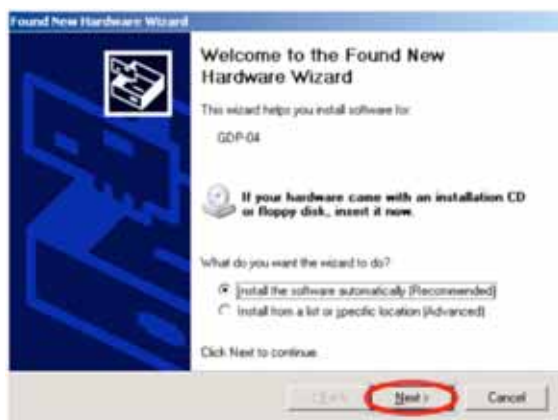 Found New Hardware Wizard
Welcome to the Found New
Hardware Wizard
This wizard helps you install software for:
GDP-04
If your hardware came with an installation CD
or floppy disk, insert it now.
What do you want the wizard to do?
Install the software automatically (Recommended)
Install from a list or specific location (Advanced)
Click Next to continue.
Next >
Cancel